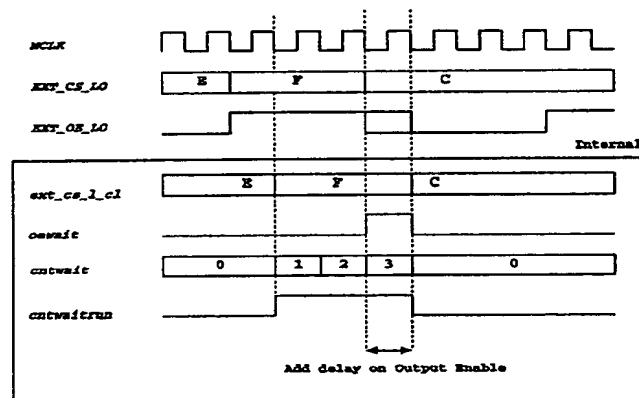 MCLK
EXT_CS_LO E F C
EXT_OE_LO
Internal
ext_cs_l_cl E F C
oewait
cntwait 0 1 2 3 0
cntwaitrun
Add delay on Output Enable